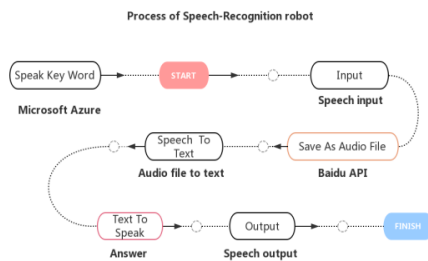 Process of Speech-Recognition robot
Speak Key Word
START
Input
Microsoft Azure
Speech input
Speech To
Text
Save As Audio File
Audio file to text
Baidu API
Text To
Speak
Output
FINISH
Answer
Speech output